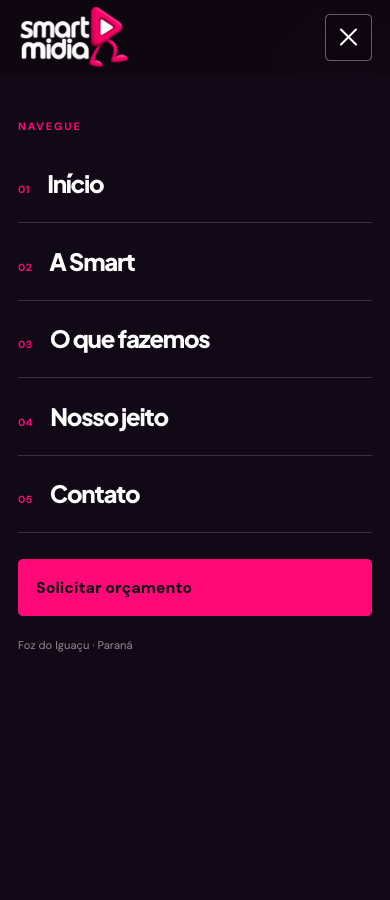 smart
midia
NAVEGUE
01 Início
02 A Smart
03 O que fazemos
04 Nosso jeito
05 Contato
Solicitar orçamento
Foz do Iguaçu · Paraná